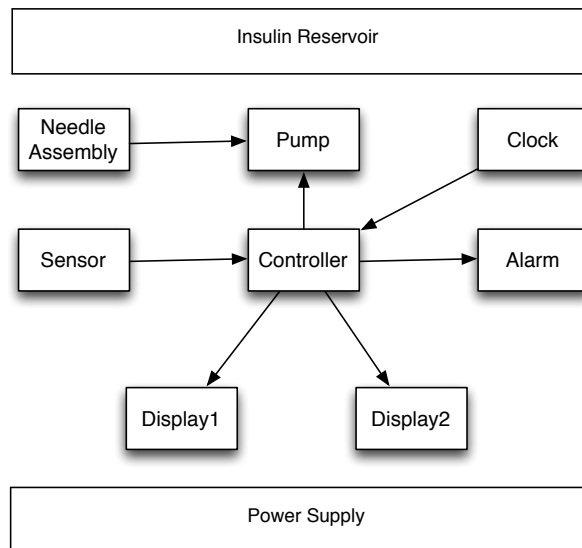 Insulin Reservoir
Needle
Assembly
Pump
Clock
Sensor
Controller
Alarm
Display1
Display2
Power Supply